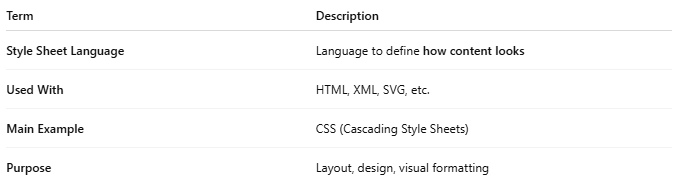 Term Description
Style Sheet Language Language to define how content looks
Used With HTML, XML, SVG, etc.
Main Example CSS (Cascading Style Sheets)
Purpose Layout, design, visual formatting